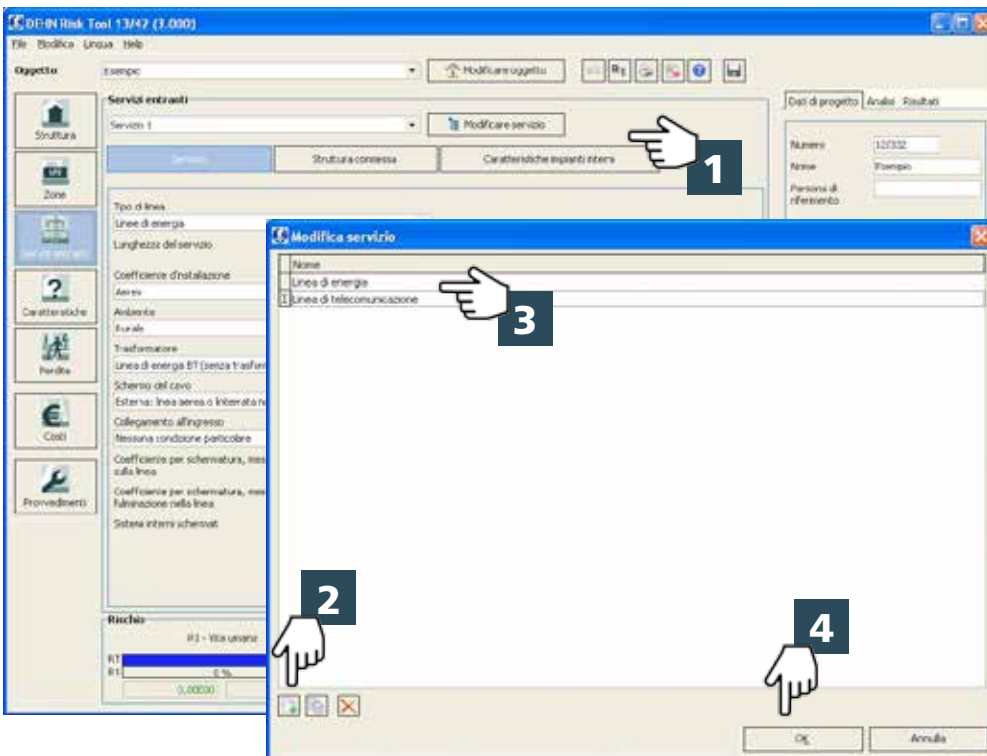 DEHN Risk Tool 13/47 (3.000)
File Modifica Lingua Help
Oggetto
Esempio
Modificare oggetto
Servizi entranti
Servizio 1
Modificare servizio
1
Servizio
Struttura connessa
Caratteristiche impianti interni
Dati di progetto
Analisi
Risultati
Numero
12/332
Nome
Esempio
Persona di
riferimento
Struttura
Zone
Servizi entranti
Caratteristiche
Perdite
Costi
Provvedimenti
Tipo di linea
Linee di energia
Lunghezza del servizio
Coefficiente d'installazione
Aereo
Ambiente
Rurale
Trasformatore
Linea di energia BT (senza trasfor
Schermo del cavo
Esterna: linea aerea o interrata n
Collegamento all'ingresso
Nessuna condizione particolare
Coefficiente per schermatura, mes
sulla linea
Coefficiente per schermatura, mes
fulminazione nella linea
Sistemi interni schermati
Modifica servizio
Nome
Linea di energia
Linea di telecomunicazione
3
Rischio
R1 - Vita umana
RT
R1
0 %
0,00000
2
4
OK
Annulla